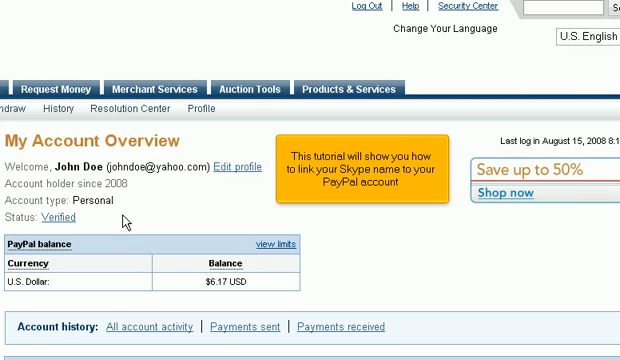 Log Out | Help | Security Center
Change Your Language
U.S. English
Request Money Merchant Services Auction Tools Products & Services
hdraw History Resolution Center Profile
My Account Overview
Last log in August 15, 2008 8:1
Welcome, John Doe (johndoe@yahoo.com) Edit profile
Account holder since 2008
Account type: Personal
Status: Verified
This tutorial will show you how
to link your Skype name to your
PayPal account
Save up to 50%
Shop now
PayPal balance view limits
Currency Balance
U.S. Dollar: $6.17 USD
Account history: All account activity | Payments sent | Payments received